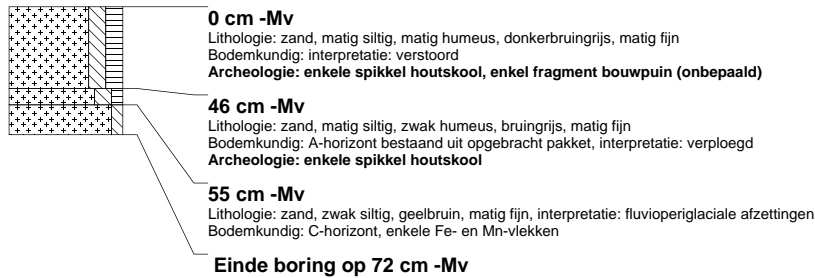 0 cm -Mv
Lithologie: zand, matig siltig, matig humeus, donkerbruingrijs, matig fijn
Bodemkundig: interpretatie: verstoord
Archeologie: enkele spikkel houtskool, enkel fragment bouwpuin (onbepaald)
46 cm -Mv
Lithologie: zand, matig siltig, zwak humeus, bruingrijs, matig fijn
Bodemkundig: A-horizont bestaand uit opgebracht pakket, interpretatie: verploegd
Archeologie: enkele spikkel houtskool
55 cm -Mv
Lithologie: zand, zwak siltig, geelbruin, matig fijn, interpretatie: fluvioperiglaciale afzettingen
Bodemkundig: C-horizont, enkele Fe- en Mn-vlekken
Einde boring op 72 cm -Mv